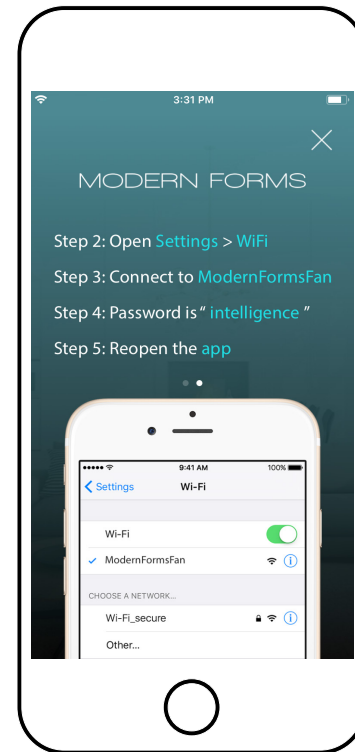 3:31 PM
MODERN FORMS
Step 2: Open Settings > WiFi
Step 3: Connect to ModernFormsFan
Step 4: Password is “ intelligence ”
Step 5: Reopen the app
9:41 AM 100%
Settings Wi-Fi
Wi-Fi
ModernFormsFan
CHOOSE A NETWORK...
Wi-Fi_secure
Other...